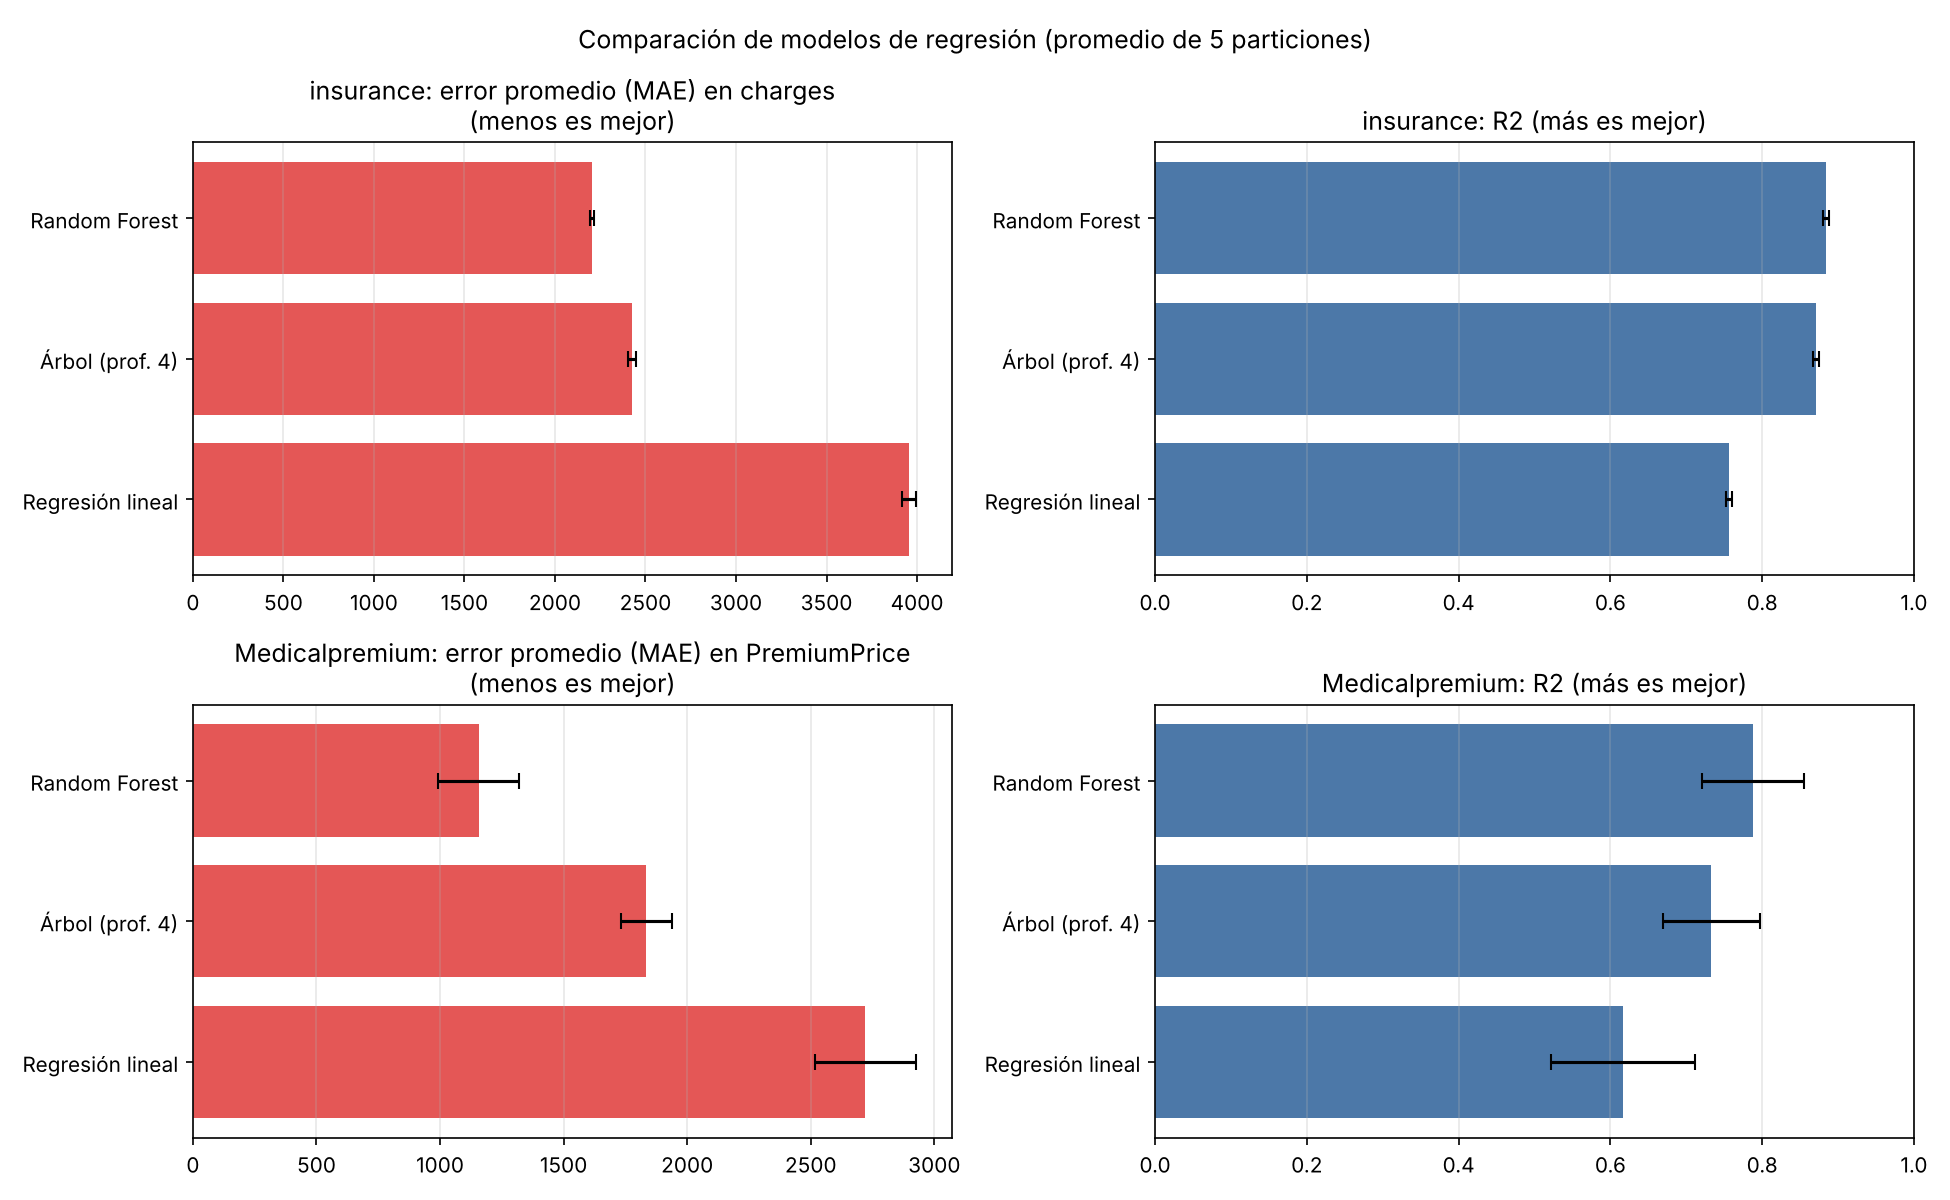 Comparación de modelos de regresión (promedio de 5 particiones)
insurance: error promedio (MAE) en charges
(menos es mejor)
Random Forest
Árbol (prof. 4)
Regresión lineal
0 500 1000 1500 2000 2500 3000 3500 4000
insurance: R2 (más es mejor)
Random Forest
Árbol (prof. 4)
Regresión lineal
0.0 0.2 0.4 0.6 0.8 1.0
Medicalpremium: error promedio (MAE) en PremiumPrice
(menos es mejor)
Random Forest
Árbol (prof. 4)
Regresión lineal
0 500 1000 1500 2000 2500 3000
Medicalpremium: R2 (más es mejor)
Random Forest
Árbol (prof. 4)
Regresión lineal
0.0 0.2 0.4 0.6 0.8 1.0